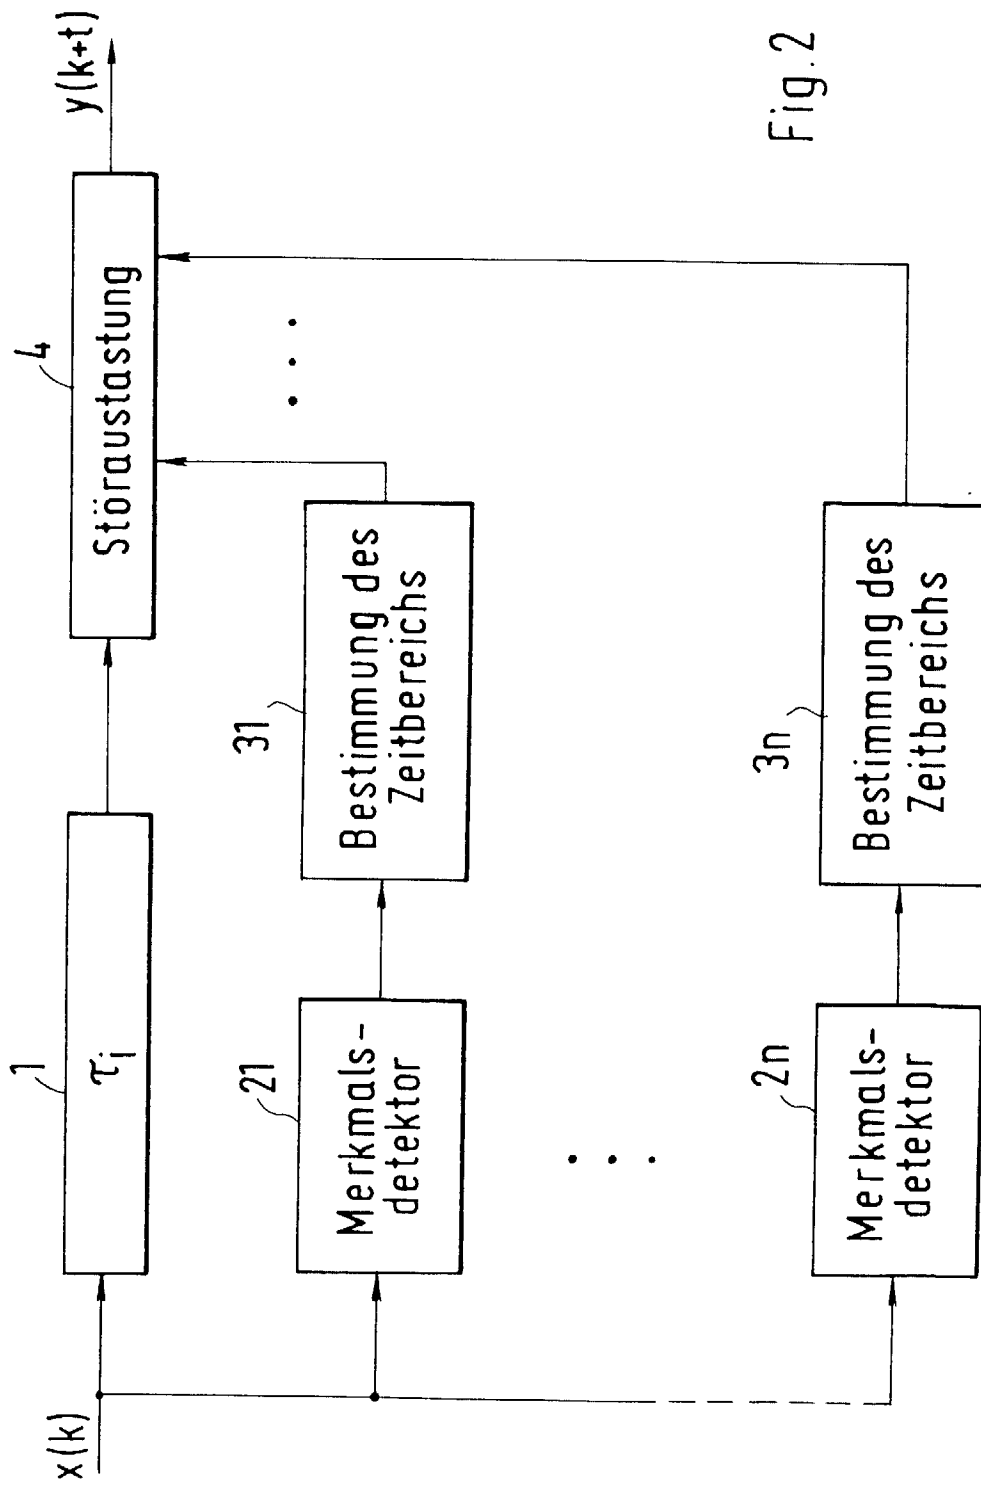 x(k)
1
τi
4
Störaustastung
y(k+t)
21
Merkmals-
detektor
31
Bestimmung des
Zeitbereichs
2n
Merkmals-
detektor
3n
Bestimmung des
Zeitbereichs
Fig. 2